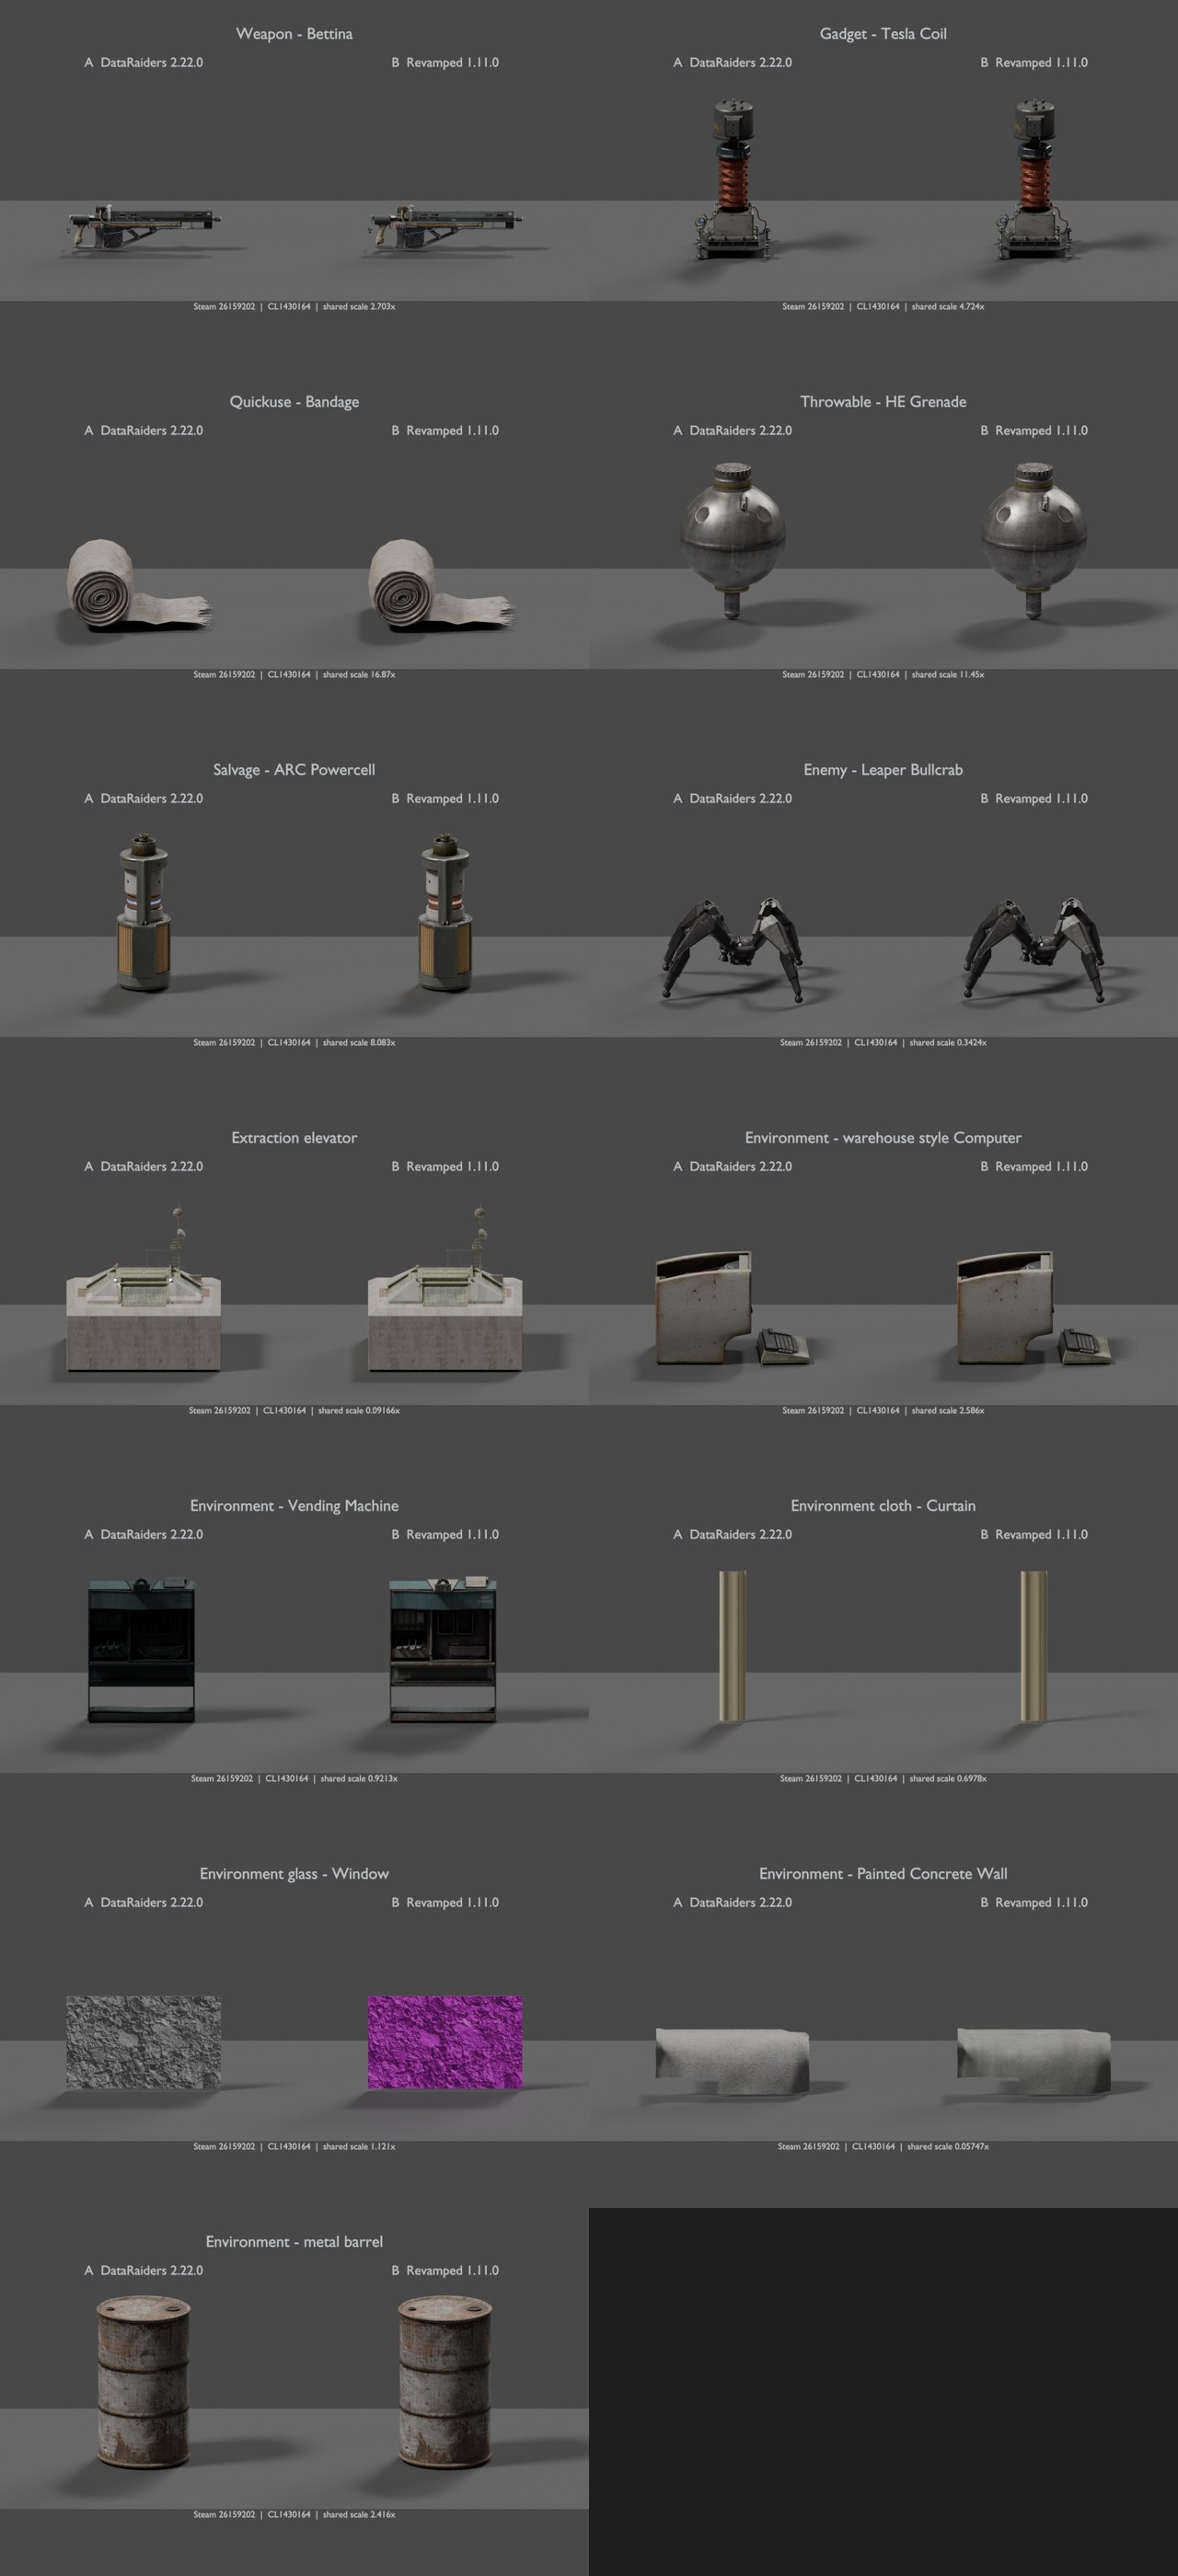 Weapon - Bettina
A DataRaiders 2.22.0
B Revamped 1.11.0
Steam 26159202 | CL1430164 | shared scale 2.703x
Gadget - Tesla Coil
A DataRaiders 2.22.0
B Revamped 1.11.0
Steam 26159202 | CL1430164 | shared scale 4.724x
Quickuse - Bandage
A DataRaiders 2.22.0
B Revamped 1.11.0
Steam 26159202 | CL1430164 | shared scale 16.87x
Throwable - HE Grenade
A DataRaiders 2.22.0
B Revamped 1.11.0
Steam 26159202 | CL1430164 | shared scale 11.45x
Salvage - ARC Powercell
A DataRaiders 2.22.0
B Revamped 1.11.0
Steam 26159202 | CL1430164 | shared scale 8.083x
Enemy - Leaper Bullcrab
A DataRaiders 2.22.0
B Revamped 1.11.0
Steam 26159202 | CL1430164 | shared scale 0.3424x
Extraction elevator
A DataRaiders 2.22.0
B Revamped 1.11.0
Steam 26159202 | CL1430164 | shared scale 0.09166x
Environment - warehouse style Computer
A DataRaiders 2.22.0
B Revamped 1.11.0
Steam 26159202 | CL1430164 | shared scale 2.586x
Environment - Vending Machine
A DataRaiders 2.22.0
B Revamped 1.11.0
Steam 26159202 | CL1430164 | shared scale 0.9213x
Environment cloth - Curtain
A DataRaiders 2.22.0
B Revamped 1.11.0
Steam 26159202 | CL1430164 | shared scale 0.6978x
Environment glass - Window
A DataRaiders 2.22.0
B Revamped 1.11.0
Steam 26159202 | CL1430164 | shared scale 1.121x
Environment - Painted Concrete Wall
A DataRaiders 2.22.0
B Revamped 1.11.0
Steam 26159202 | CL1430164 | shared scale 0.05747x
Environment - metal barrel
A DataRaiders 2.22.0
B Revamped 1.11.0
Steam 26159202 | CL1430164 | shared scale 2.416x